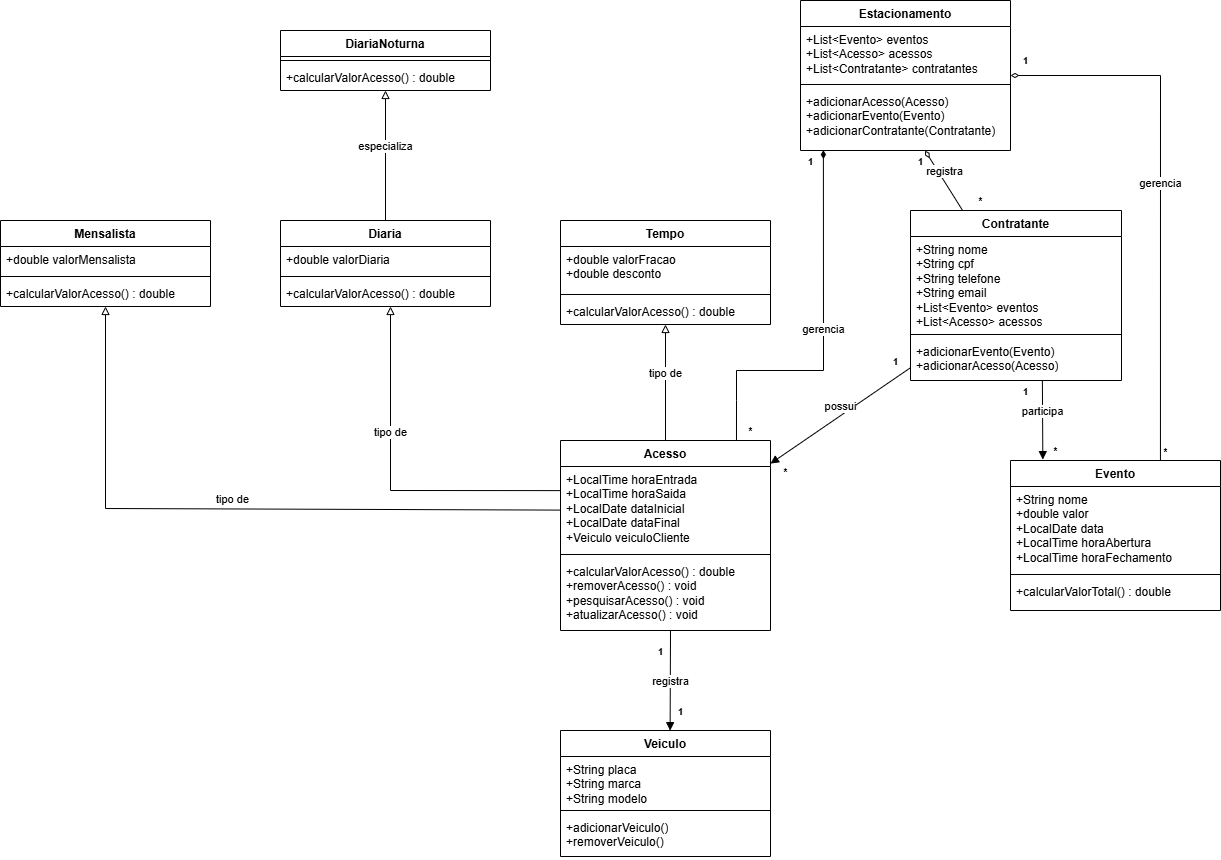 Estacionamento
+List<Evento> eventos
+List<Acesso> acessos
+List<Contratante> contratantes
+adicionarAcesso(Acesso)
+adicionarEvento(Evento)
+adicionarContratante(Contratante)
1
1
1
registra
*
gerencia
gerencia
DiariaNoturna
+calcularValorAcesso() : double
especializa
Mensalista
+double valorMensalista
+calcularValorAcesso() : double
Diaria
+double valorDiaria
+calcularValorAcesso() : double
Tempo
+double valorFracao
+double desconto
+calcularValorAcesso() : double
Contratante
+String nome
+String cpf
+String telefone
+String email
+List<Evento> eventos
+List<Acesso> acessos
+adicionarEvento(Evento)
+adicionarAcesso(Acesso)
1
possui
*
1
participa
*
*
tipo de
tipo de
tipo de
*
Acesso
+LocalTime horaEntrada
+LocalTime horaSaida
+LocalDate dataInicial
+LocalDate dataFinal
+Veiculo veiculoCliente
+calcularValorAcesso() : double
+removerAcesso() : void
+pesquisarAcesso() : void
+atualizarAcesso() : void
Evento
+String nome
+double valor
+LocalDate data
+LocalTime horaAbertura
+LocalTime horaFechamento
+calcularValorTotal() : double
1
registra
1
Veiculo
+String placa
+String marca
+String modelo
+adicionarVeiculo()
+removerVeiculo()